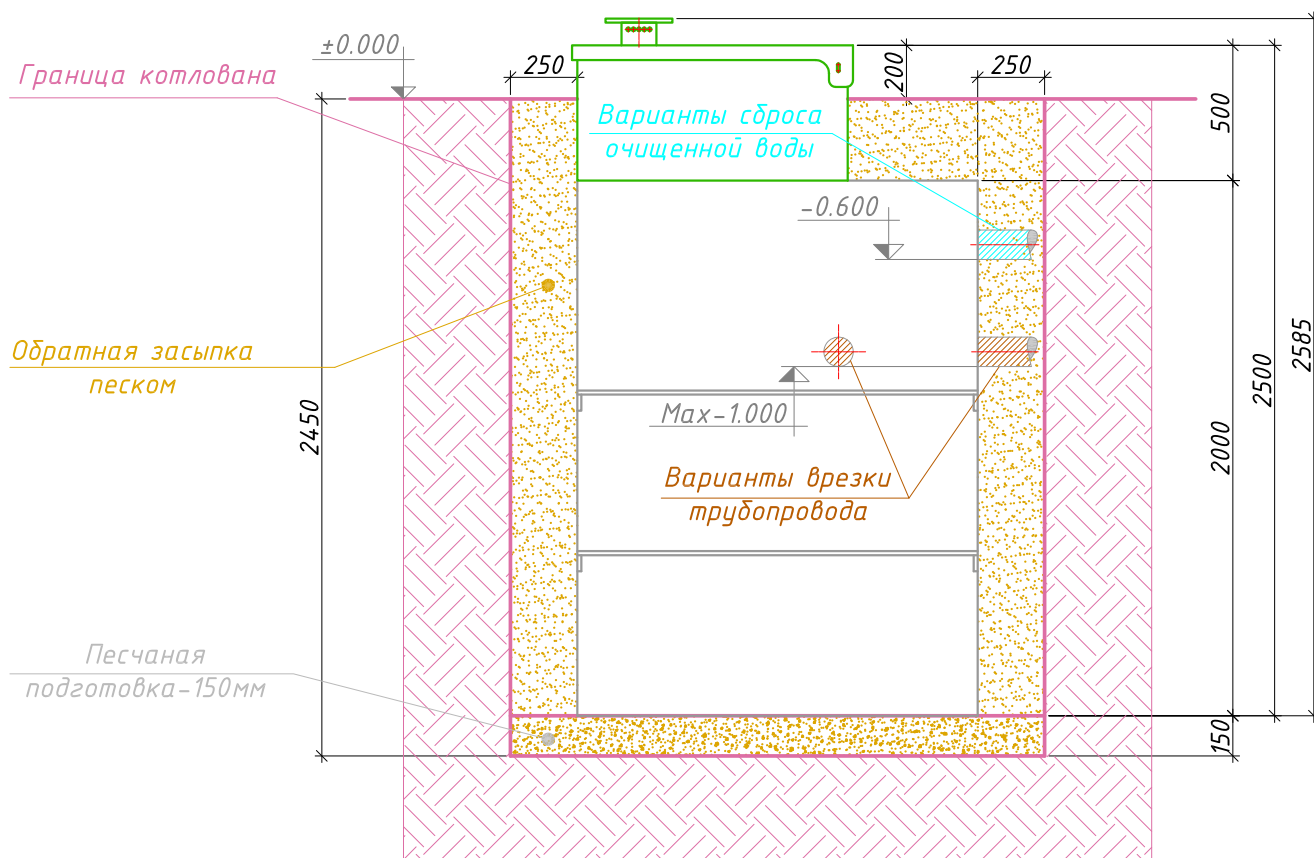 ±0.000
Граница котлована
250
200
250
500
Варианты сброса
очищенной воды
-0.600
Обратная засыпка
песком
2450
Max-1.000
2585
2500
2000
Варианты врезки
трубопровода
Песчаная
подготовка-150мм
150